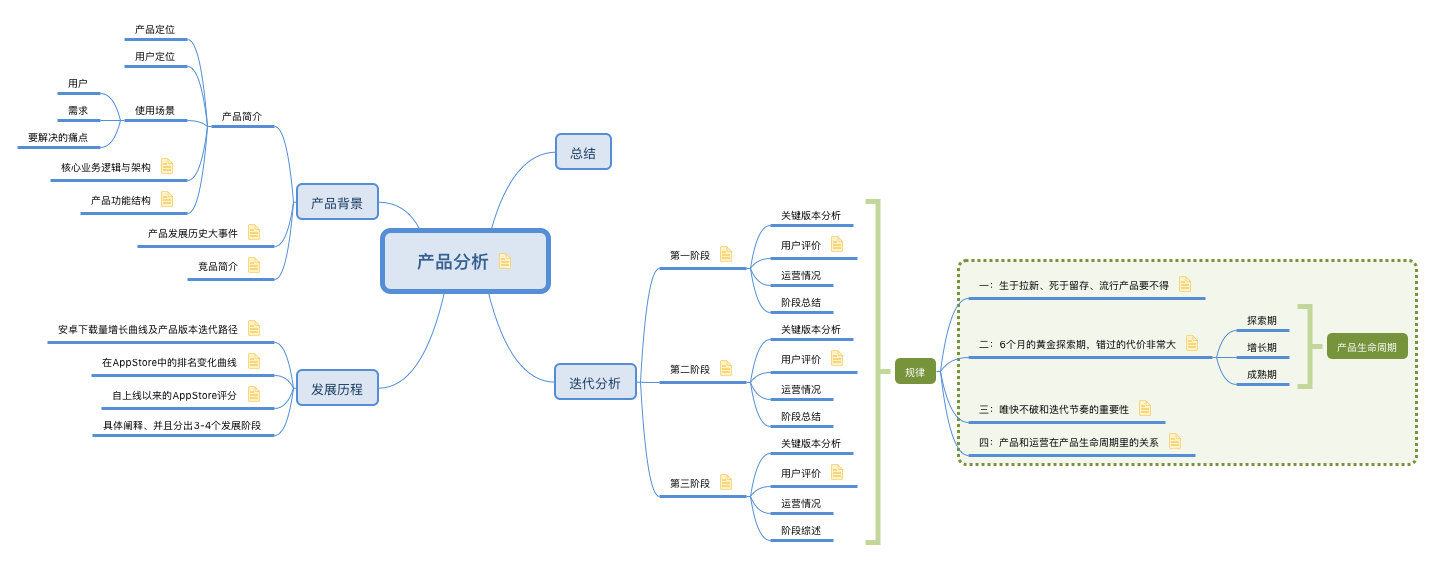 产品分析
产品背景
产品简介
产品定位
用户定位
使用场景
用户
需求
要解决的痛点
核心业务逻辑与架构
产品功能结构
产品发展历史大事件
竞品简介
发展历程
安卓下载量增长曲线及产品版本迭代路径
在AppStore中的排名变化曲线
自上线以来的AppStore评分
具体阐释、并且分出3-4个发展阶段
总结
迭代分析
第一阶段
关键版本分析
用户评价
运营情况
阶段总结
第二阶段
关键版本分析
用户评价
运营情况
阶段总结
第三阶段
关键版本分析
用户评价
运营情况
阶段综述
规律
一：生于拉新、死于留存、流行产品要不得
二：6个月的黄金探索期，错过的代价非常大
探索期
增长期
成熟期
产品生命周期
三：唯快不破和迭代节奏的重要性
四：产品和运营在产品生命周期里的关系